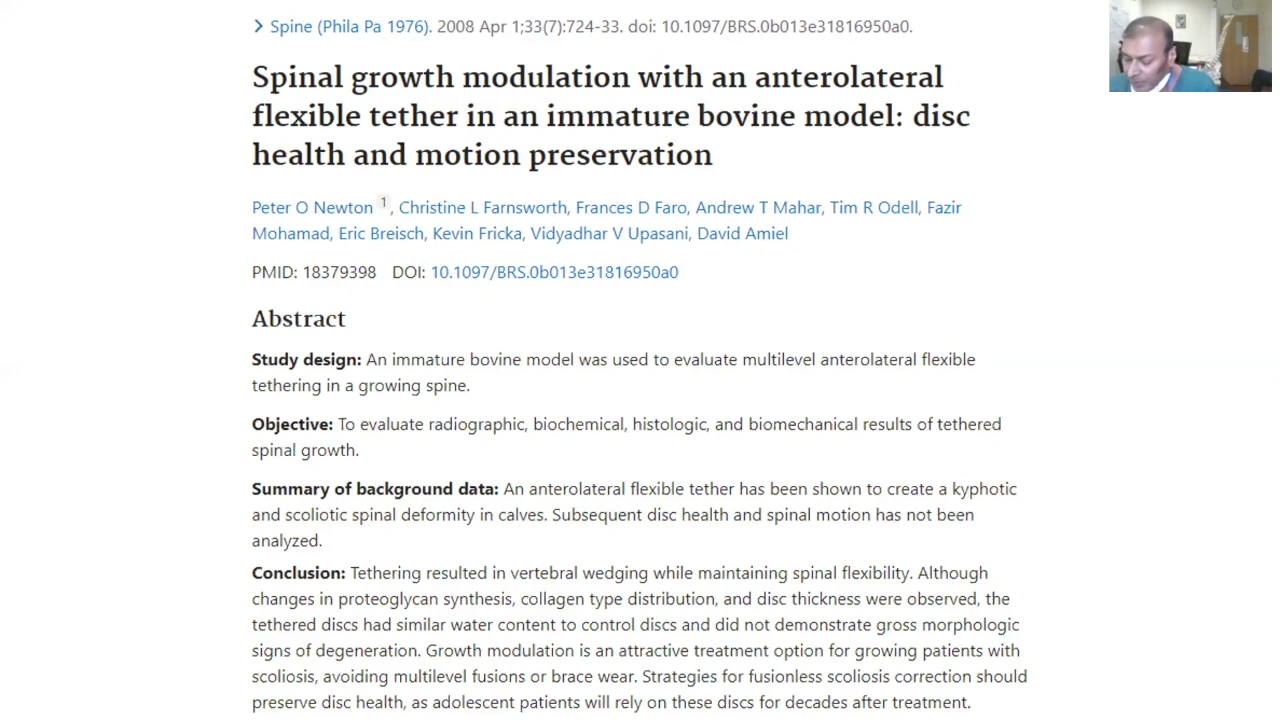 Spine (Phila Pa 1976). 2008 Apr 1;33(7):724-33. doi: 10.1097/BRS.0b013e31816950a0.
Spinal growth modulation with an anterolateral
flexible tether in an immature bovine model: disc
health and motion preservation
Peter O Newton 1, Christine L Farnsworth, Frances D Faro, Andrew T Mahar, Tim R Odell, Fazir
Mohamad, Eric Breisch, Kevin Fricka, Vidyadhar V Upasani, David Amiel
PMID: 18379398 DOI: 10.1097/BRS.0b013e31816950a0
Abstract
Study design: An immature bovine model was used to evaluate multilevel anterolateral flexible
tethering in a growing spine.
Objective: To evaluate radiographic, biochemical, histologic, and biomechanical results of tethered
spinal growth.
Summary of background data: An anterolateral flexible tether has been shown to create a kyphotic
and scoliotic spinal deformity in calves. Subsequent disc health and spinal motion has not been
analyzed.
Conclusion: Tethering resulted in vertebral wedging while maintaining spinal flexibility. Although
changes in proteoglycan synthesis, collagen type distribution, and disc thickness were observed, the
tethered discs had similar water content to control discs and did not demonstrate gross morphologic
signs of degeneration. Growth modulation is an attractive treatment option for growing patients with
scoliosis, avoiding multilevel fusions or brace wear. Strategies for fusionless scoliosis correction should
preserve disc health, as adolescent patients will rely on these discs for decades after treatment.